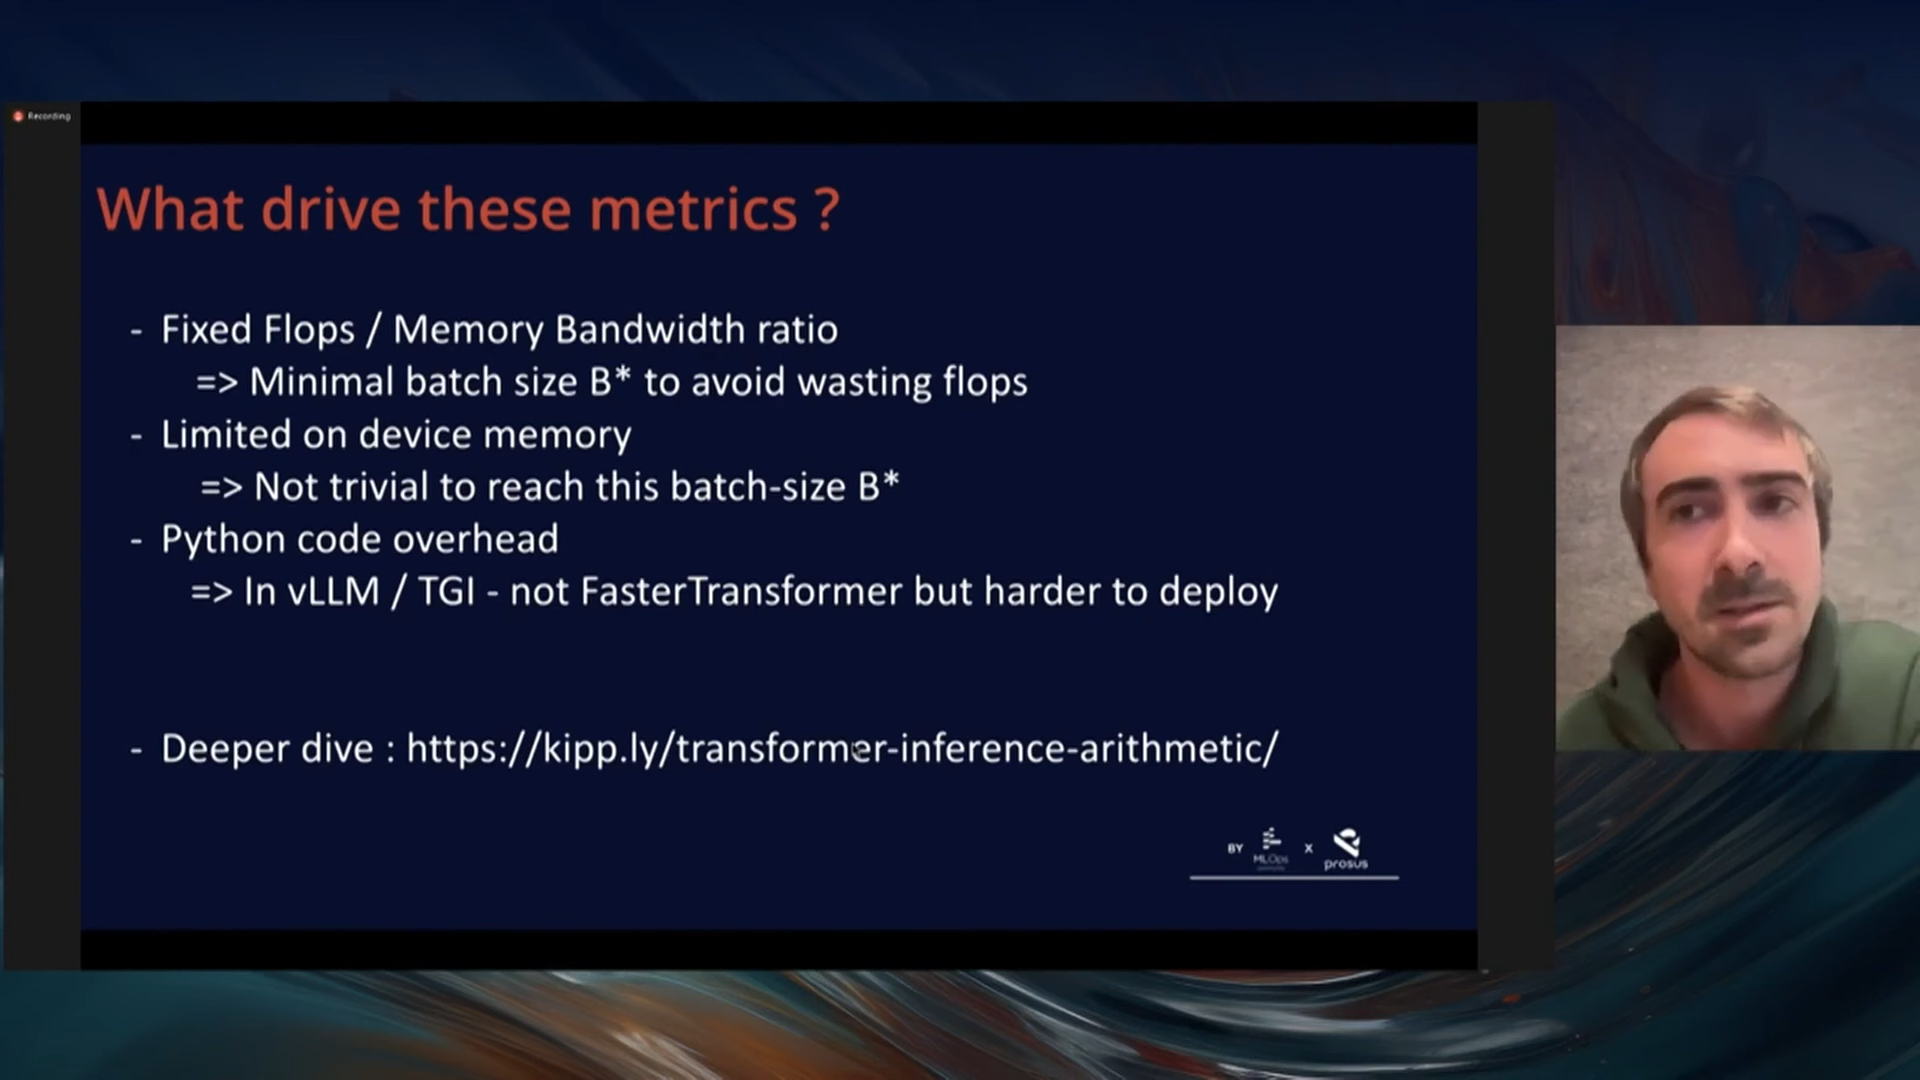 Recording
What drive these metrics ?
- Fixed Flops / Memory Bandwidth ratio
=> Minimal batch size B* to avoid wasting flops
- Limited on device memory
=> Not trivial to reach this batch-size B*
- Python code overhead
=> In vLLM / TGI - not FasterTransformer but harder to deploy
- Deeper dive : https://kipp.ly/transformer-inference-arithmetic/
BY MLOps X prosus